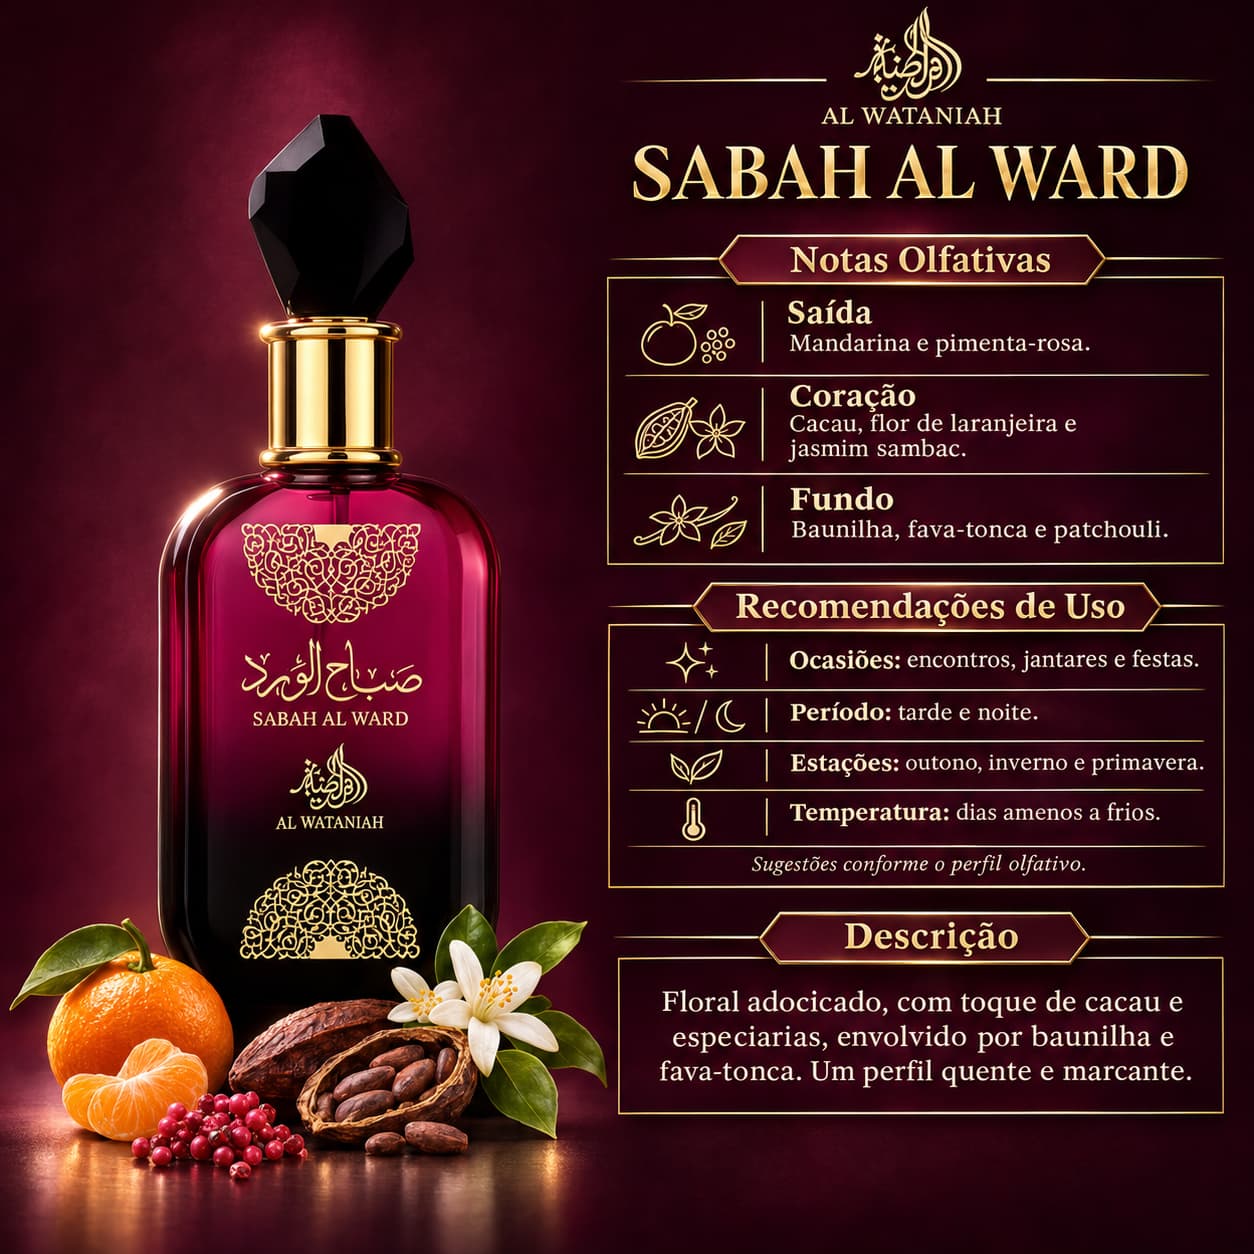 الوطنية
AL WATANIAH
SABAH AL WARD
Notas Olfativas
Saída
Mandarina e pimenta-rosa.
Coração
Cacau, flor de laranjeira e
jasmim sambac.
Fundo
Baunilha, fava-tonca e patchouli.
Recomendações de Uso
Ocasiões: encontros, jantares e festas.
Período: tarde e noite.
Estações: outono, inverno e primavera.
Temperatura: dias amenos a frios.
Sugestões conforme o perfil olfativo.
Descrição
Floral adocicado, com toque de cacau e
especiarias, envolvido por baunilha e
fava-tonca. Um perfil quente e marcante.
صباح الورد
SABAH AL WARD
الوطنية
AL WATANIAH